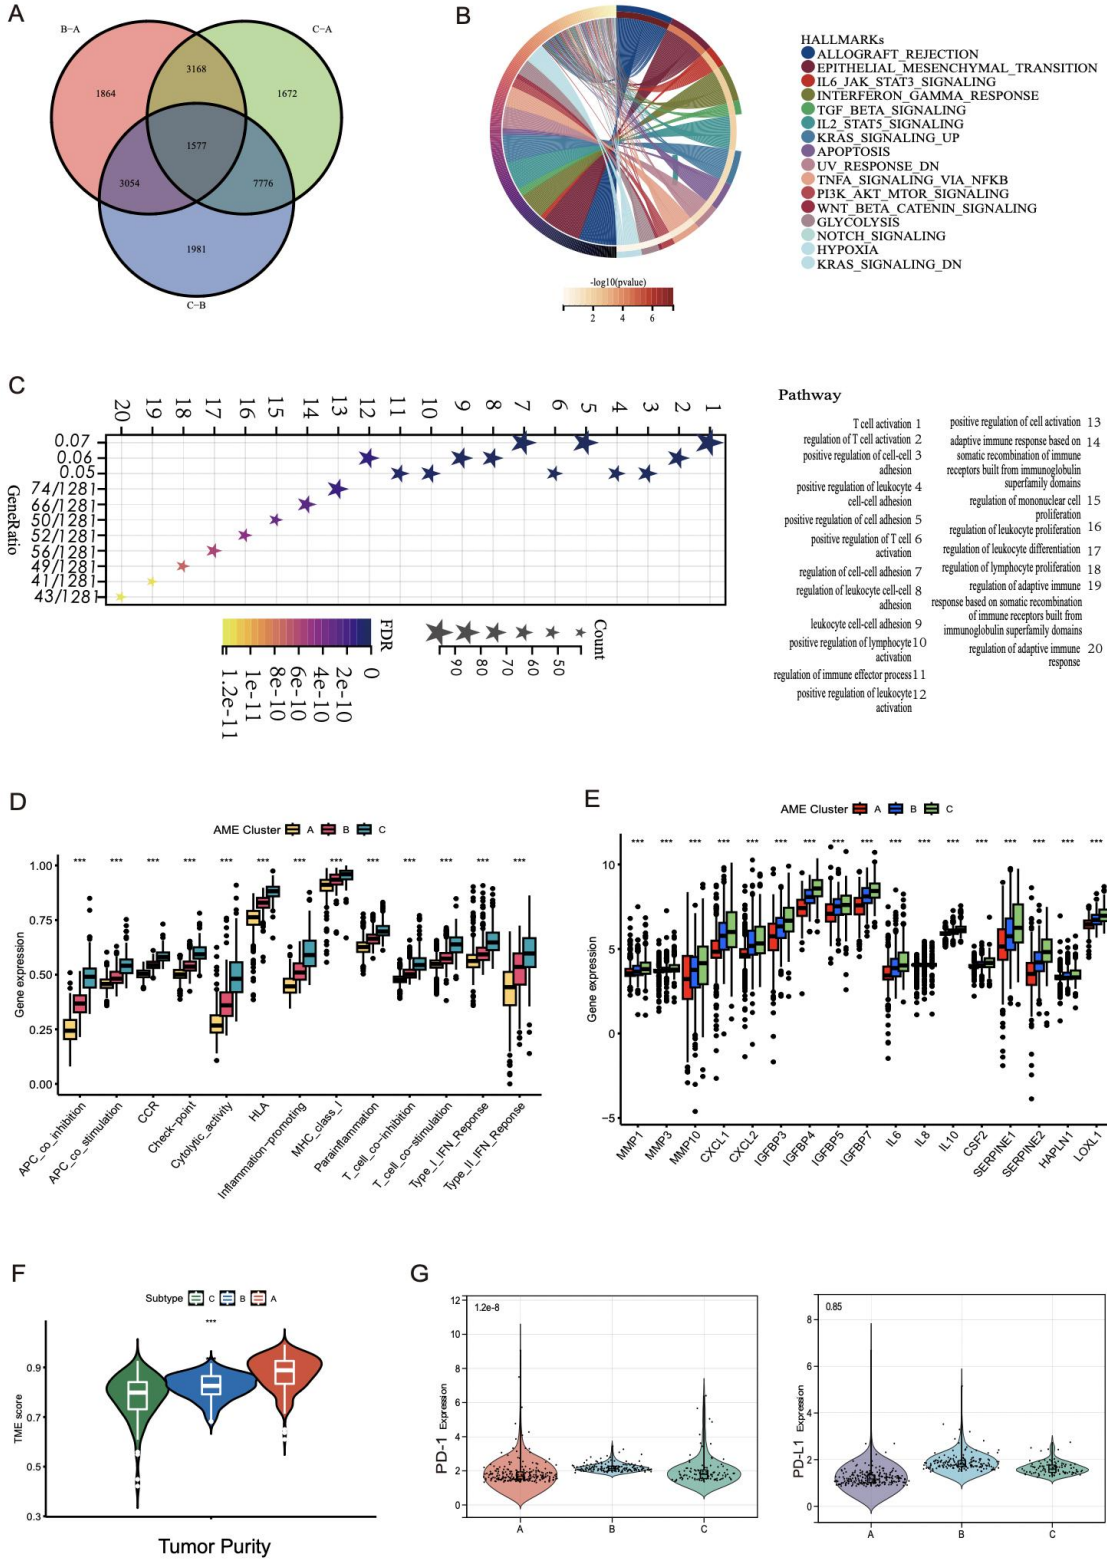 A
B-A
C-A
3168
1864
1672
1577
3054
7776
1981
C-B
B
-log10(pvalue)
2
4
6
HALLMARKs
ALLOGRAFT_REJECTION
EPITHELIAL_MESENCHYMAL_TRANSITION
IL6_JAK_STAT3_SIGNALING
INTERFERON_GAMMA_RESPONSE
TGF_BETA_SIGNALING
IL2_STAT5_SIGNALING
KRAS_SIGNALING_UP
APOPTOSIS
UV_RESPONSE_DN
TNFA_SIGNALING_VIA_NFKB
PI3K_AKT_MTOR_SIGNALING
WNT_BETA_CATENIN_SIGNALING
GLYCOLYSIS
NOTCH_SIGNALING
HYPOXIA
KRAS_SIGNALING_DN
C
20 19 18 17 16 15 14 13 12 11 10 9 8 7 6 5 4 3 2 1
0.07
0.06
0.05
74/1281
66/1281
50/1281
52/1281
56/1281
49/1281
41/1281
43/1281
GeneRatio
FDR
1.2e-11
1e-11
8e-10
6e-10
4e-10
2e-10
0
Count
90
80
70
60
50
Pathway
T cell activation 1
regulation of T cell activation 2
positive regulation of cell-cell 3
adhesion
positive regulation of leukocyte 4
cell-cell adhesion
positive regulation of cell adhesion 5
positive regulation of T cell 6
activation
regulation of cell-cell adhesion 7
regulation of leukocyte cell-cell 8
adhesion
leukocyte cell-cell adhesion 9
positive regulation of lymphocyte 10
activation
regulation of immune effector process 11
positive regulation of leukocyte 12
activation
positive regulation of cell activation 13
adaptive immune response based on 14
somatic recombination of immune
receptors built from immunoglobulin
superfamily domains
regulation of mononuclear cell 15
proliferation
regulation of leukocyte proliferation 16
regulation of leukocyte differentiation 17
regulation of lymphocyte proliferation 18
regulation of adaptive immune 19
response based on somatic recombination
of immune receptors built from
immunoglobulin superfamily domains
regulation of adaptive immune 20
response
D
AME Cluster A B C
*** *** *** *** *** *** *** *** *** *** *** *** ***
1.00
0.75
0.50
0.25
0.00
Gene expression
APC_co_inhibition
APC_co_stimulation
CCR
Check-point
Cytolytic_activity
HLA
Inflammation-promoting
MHC_class_I
Parainflammation
T_cell_co-inhibition
T_cell_co-stimulation
Type_I_IFN_Reponse
Type_II_IFN_Reponse
E
AME Cluster A B C
*** *** *** *** *** *** *** *** *** *** *** *** *** *** *** *** ***
10
5
0
-5
Gene expression
MMP1
MMP3
MMP10
CXCL1
CXCL2
IGFBP3
IGFBP4
IGFBP5
IGFBP7
IL6
IL8
IL10
CSF2
SERPINE1
SERPINE2
HAPLN1
LOXL1
F
Subtype C B A
***
0.9
0.7
0.5
0.3
TME score
Tumor Purity
G
1.2e-8
12
10
8
6
4
2
0
PD-1 Expression
A
B
C
0.85
8
6
4
2
0
PD-L1 Expression
A
B
C